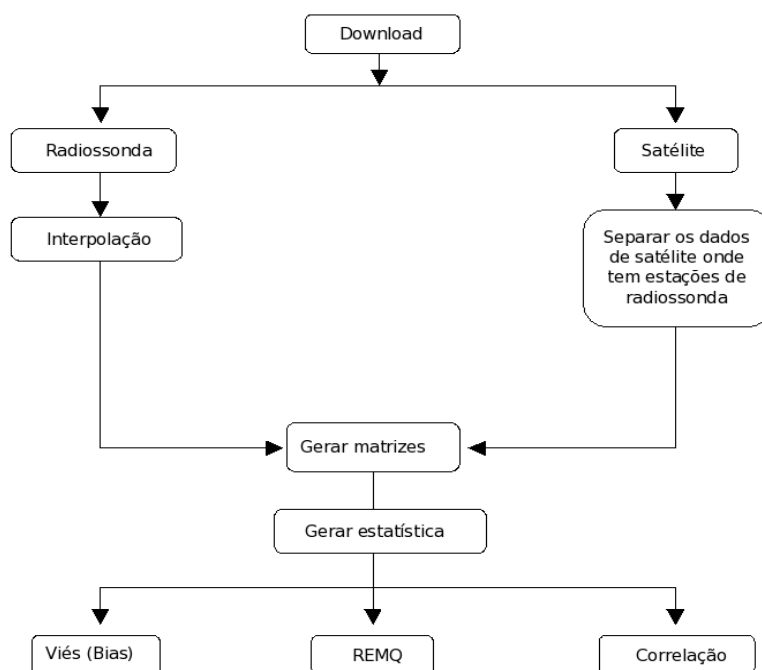 Download
Radiossonda
Satélite
Interpolação
Separar os dados
de satélite onde
tem estações de
radiossonda
Gerar matrizes
Gerar estatística
Viés (Bias)
REMQ
Correlação